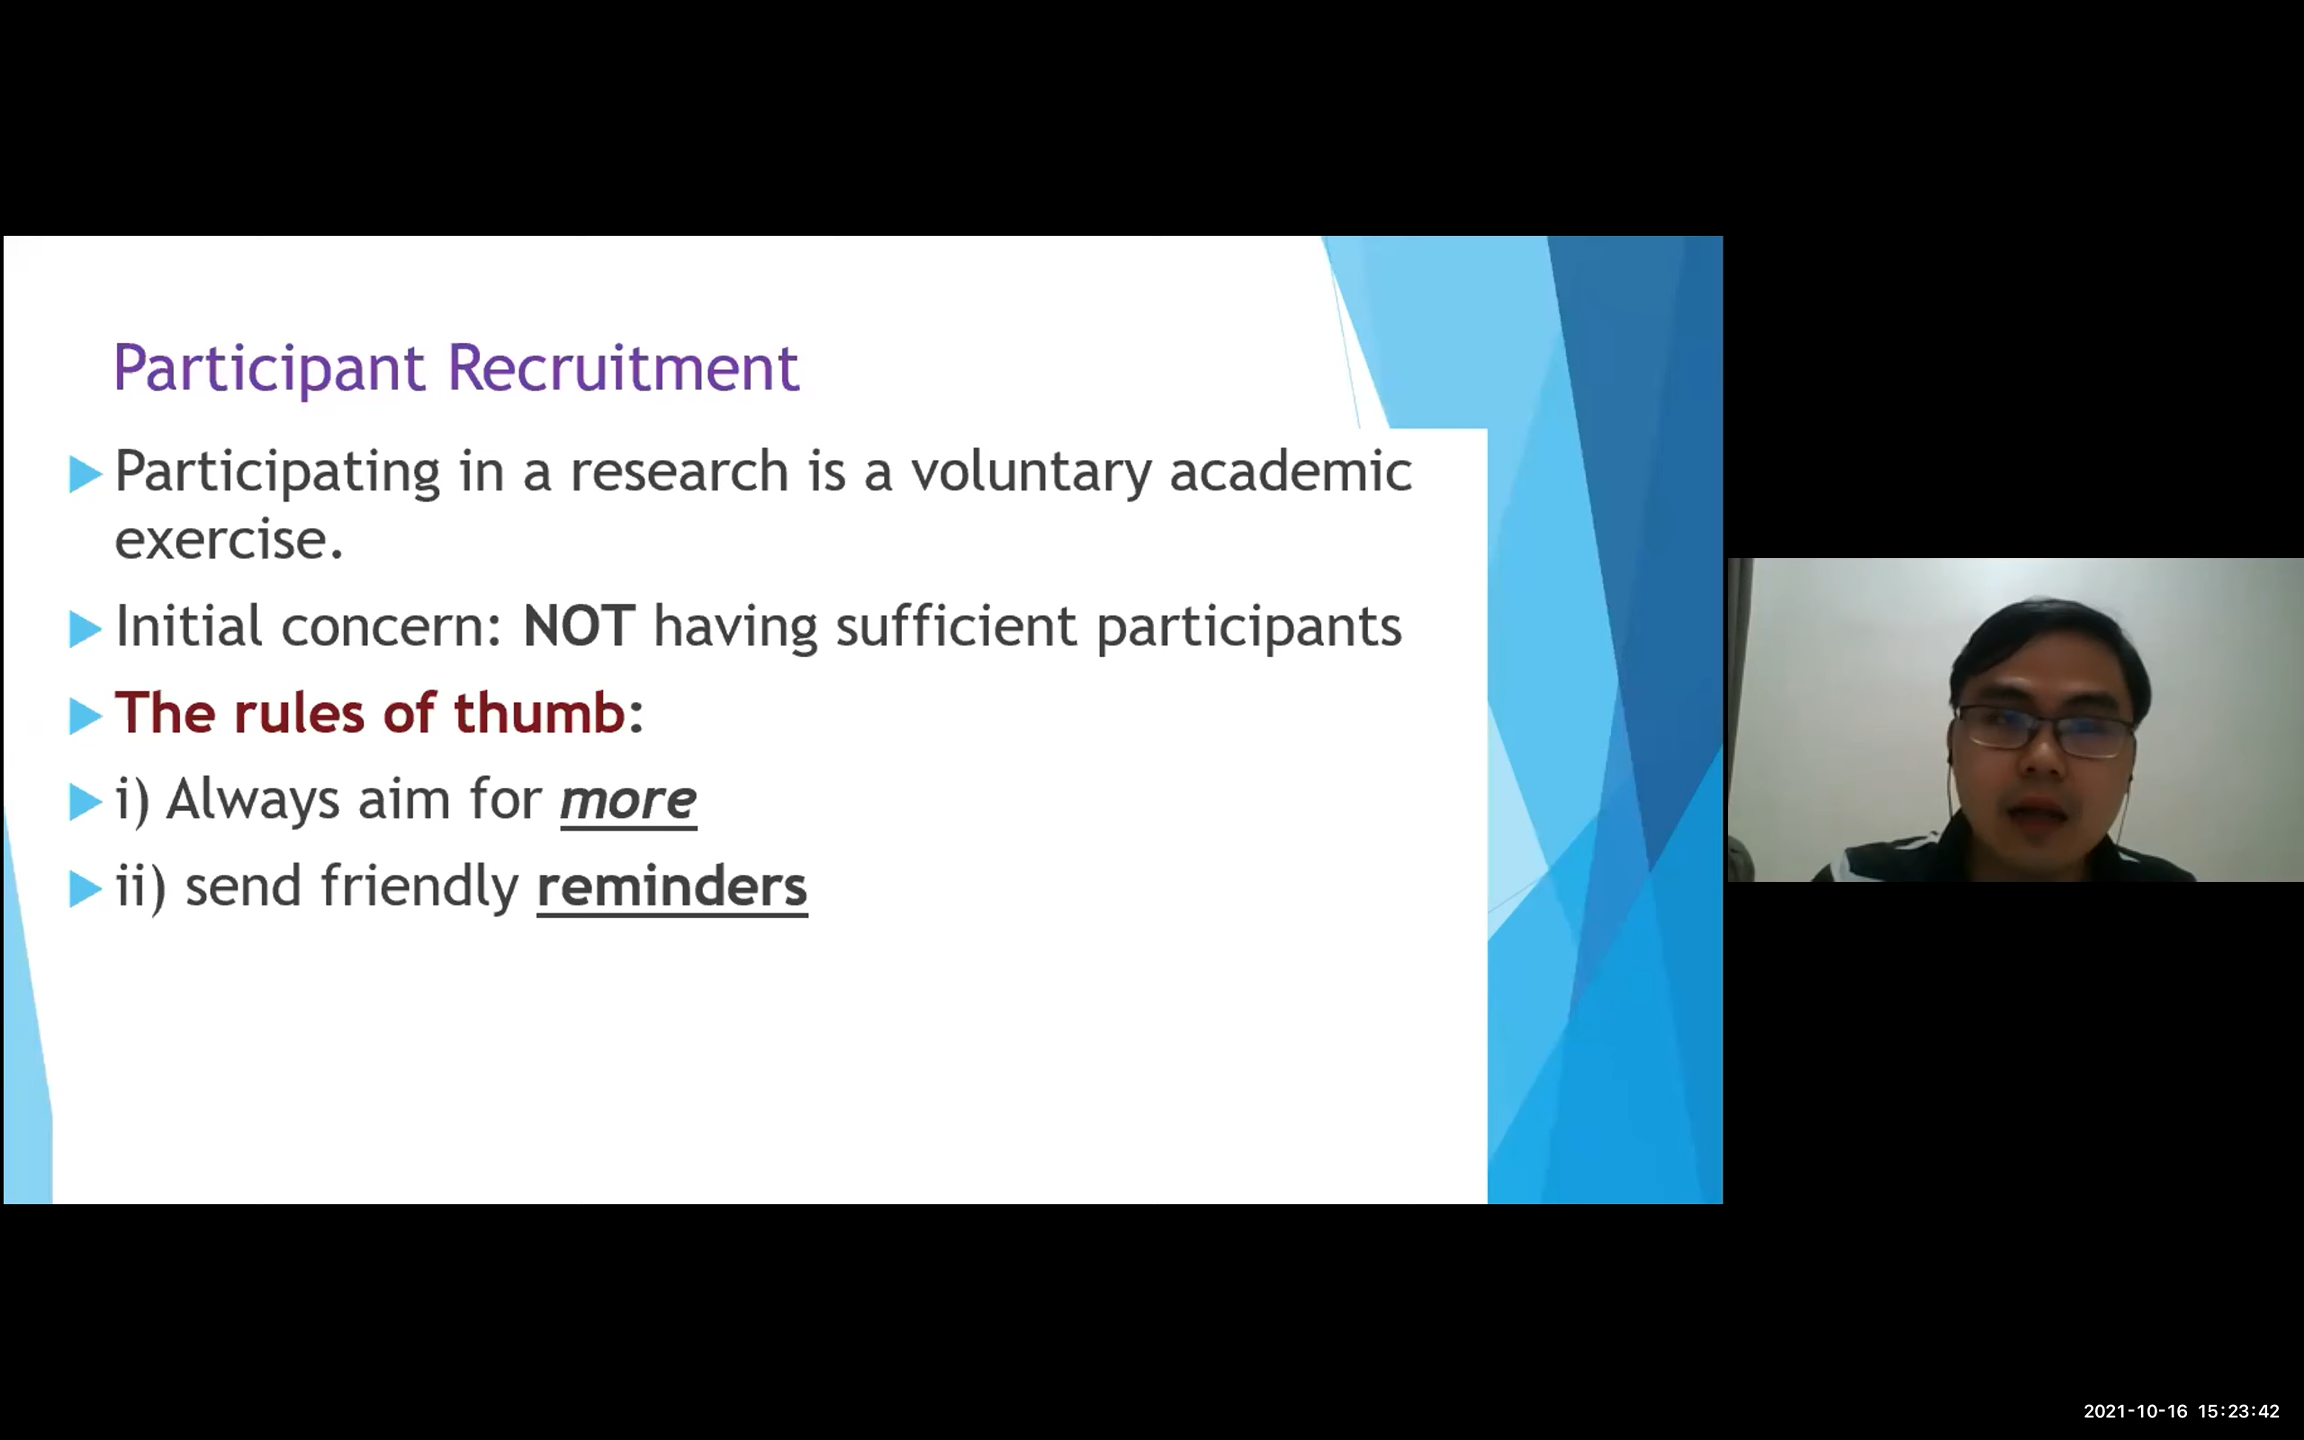 Participant Recruitment
Participating in a research is a voluntary academic
exercise.
Initial concern: NOT having sufficient participants
The rules of thumb:
i) Always aim for more
ii) send friendly reminders
2021-10-16 15:23:42